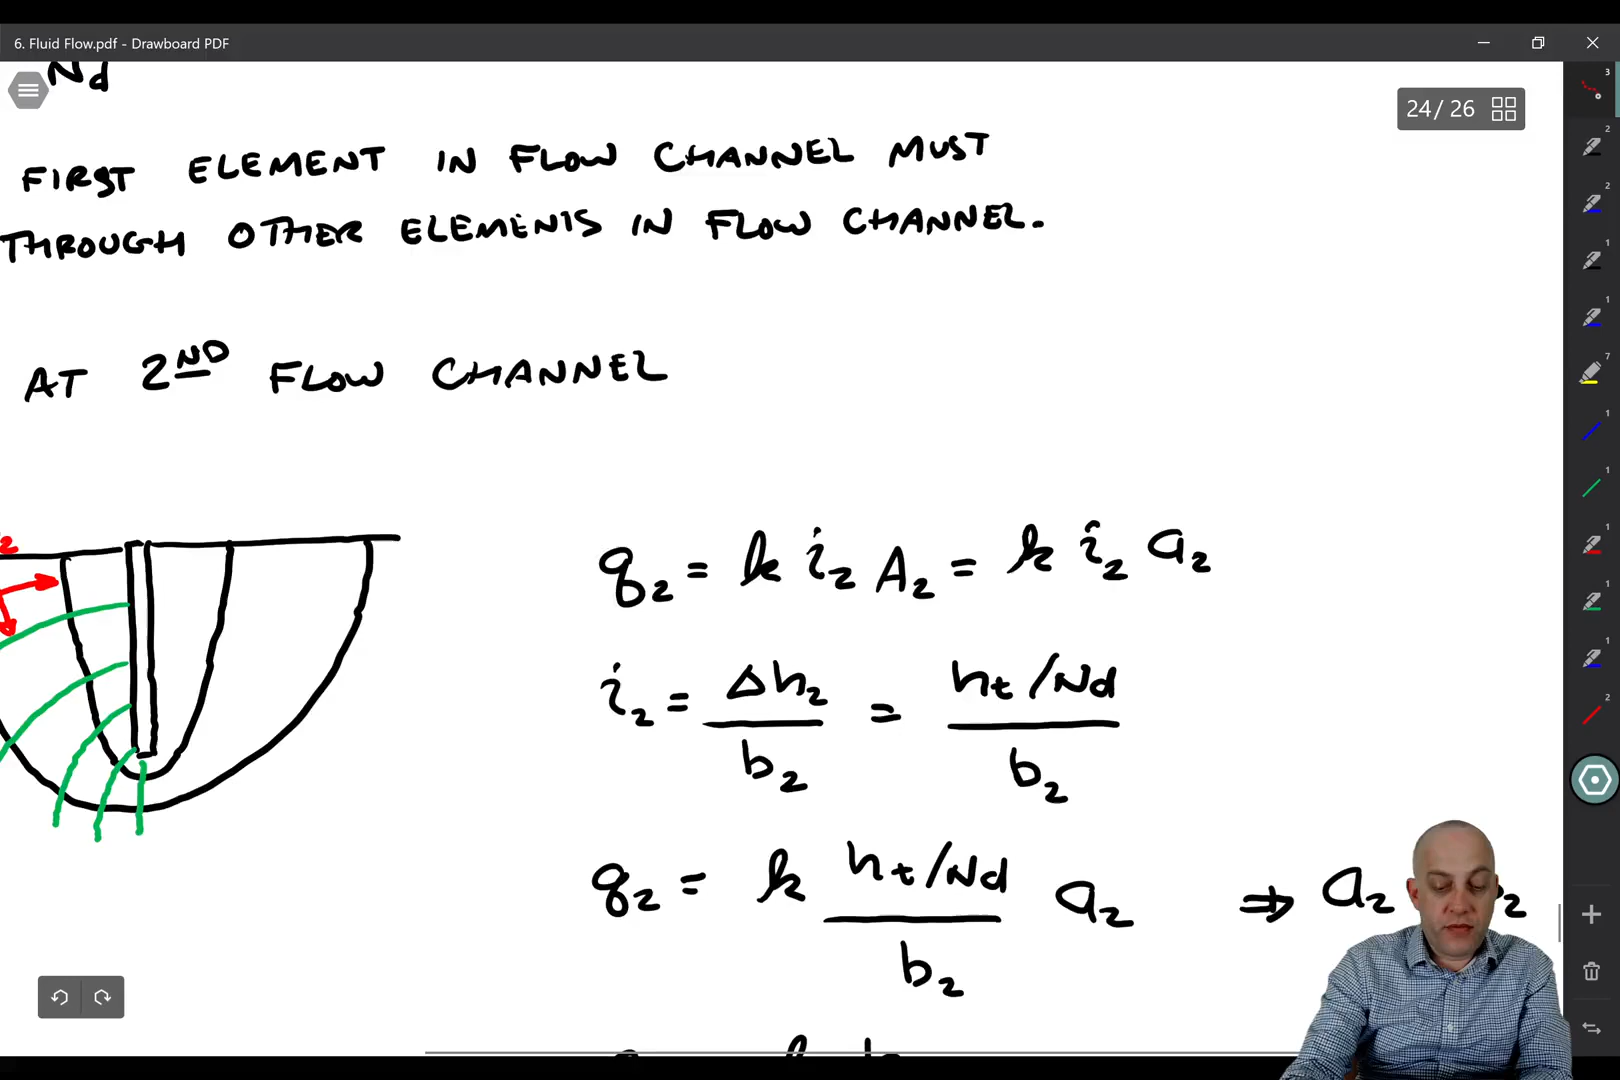 6. Fluid Flow.pdf - Drawboard PDF
Nd
24 / 26
FIRST ELEMENT IN FLOW CHANNEL MUST
THROUGH OTHER ELEMENTS IN FLOW CHANNEL.
AT 2ND FLOW CHANNEL
q2 = k i2 A2 = k i2 a2
i2 = Δh2 / b2 = ht/Nd / b2
q2 = k ht/Nd / b2 a2 ⇒ a2